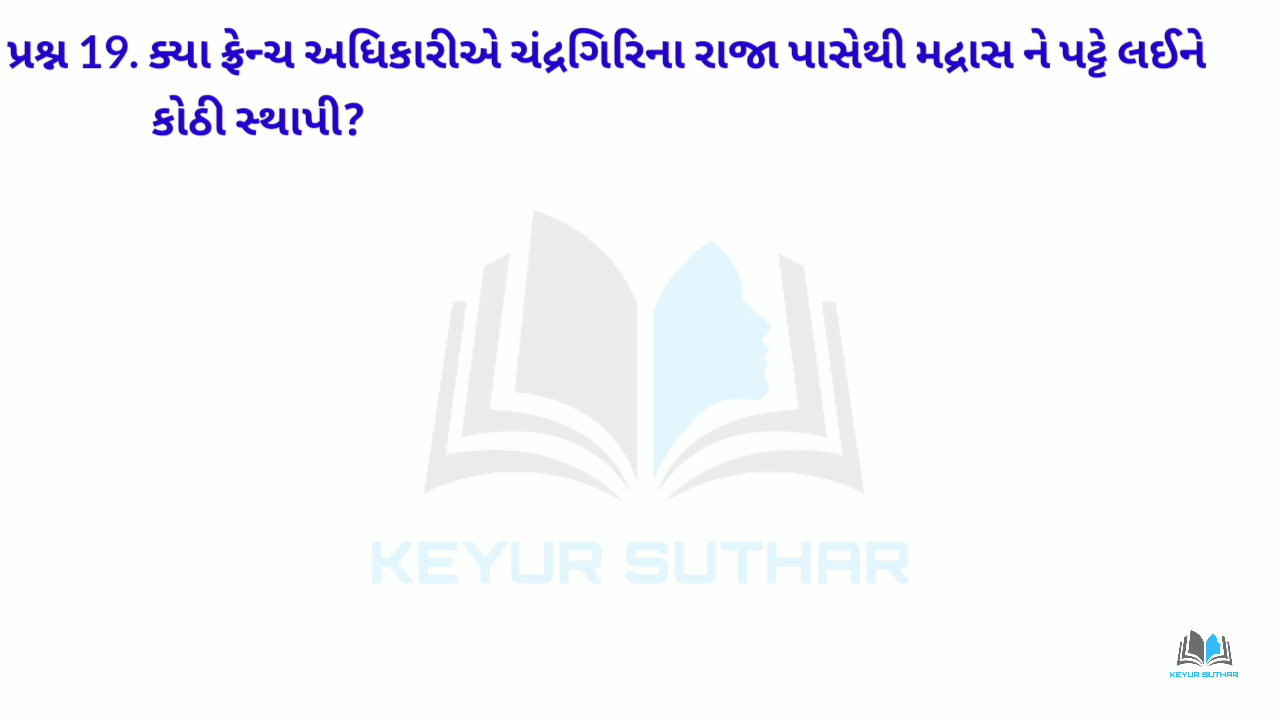 પ્રશ્ન 19. ક્યા ફ્રેન્ચ અધિકારીએ ચંદ્રગિરિના રાજા પાસેથી મદ્રાસ ને પટ્ટે લઈને
કોઠી સ્થાપી?
KEYUR SUTHAR
KEYUR SUTHAR